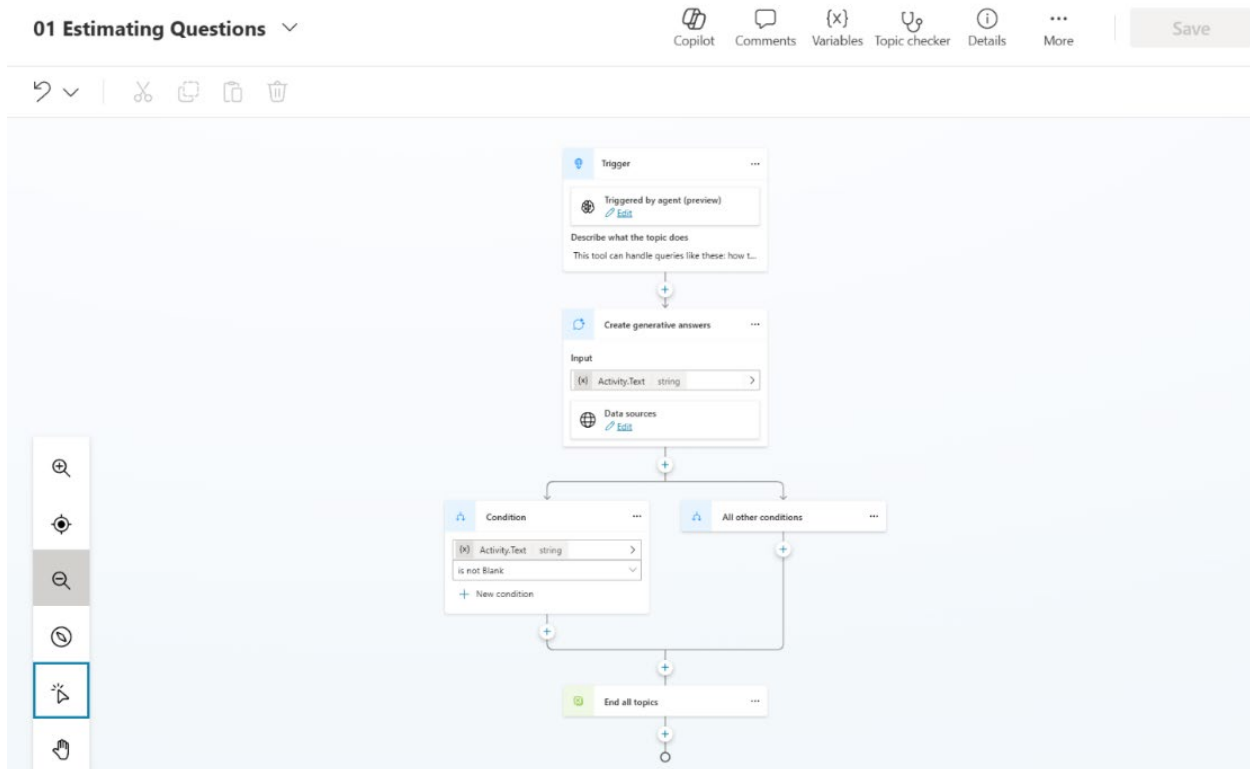 01 Estimating Questions
Copilot
Comments
{x}
Variables
Topic checker
Details
More
Save
Trigger
Triggered by agent (preview)
Edit
Describe what the topic does
This tool can handle queries like these: how t...
Create generative answers
Input
{x} Activity.Text string
Data sources
Edit
Condition
All other conditions
{x} Activity.Text string
is not Blank
New condition
End all topics